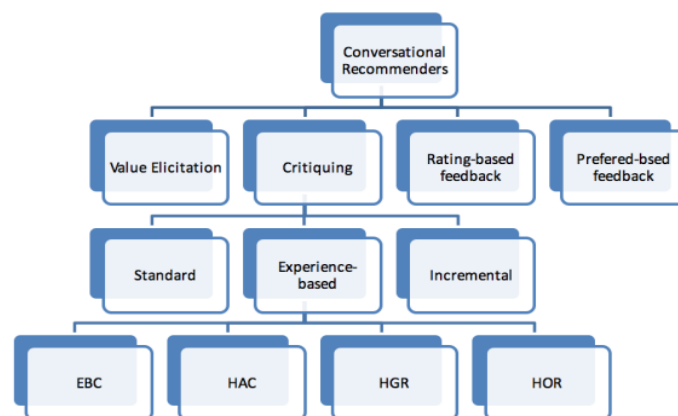 Conversational
Recommenders
Value Elicitation
Critiquing
Rating-based
feedback
Prefered-bsed
feedback
Standard
Experience-
based
Incremental
EBC
HAC
HGR
HOR